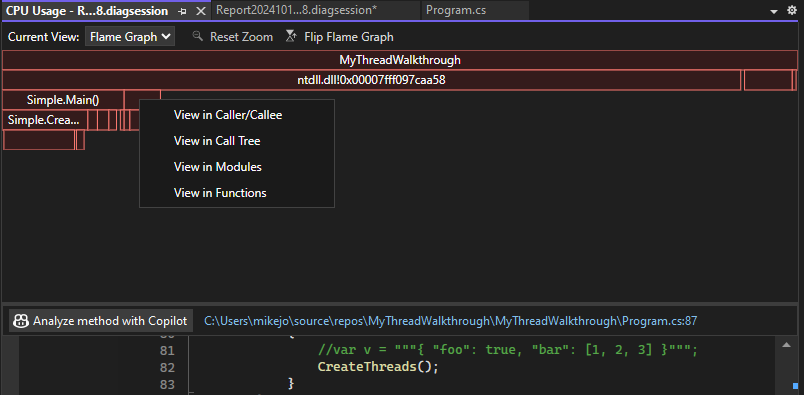 CPU Usage - R...8.diagsession Report2024101...8.diagsession* Program.cs
Current View: Flame Graph Reset Zoom Flip Flame Graph
MyThreadWalkthrough
ntdll.dll!0x00007fff097caa58
Simple.Main()
Simple.Crea...
View in Caller/Callee
View in Call Tree
View in Modules
View in Functions
Analyze method with Copilot C:\Users\mikejo\source\repos\MyThreadWalkthrough\MyThreadWalkthrough\Program.cs:87
{
81 //var v = """{ "foo": true, "bar": [1, 2, 3] }""";
82 CreateThreads();
83 }